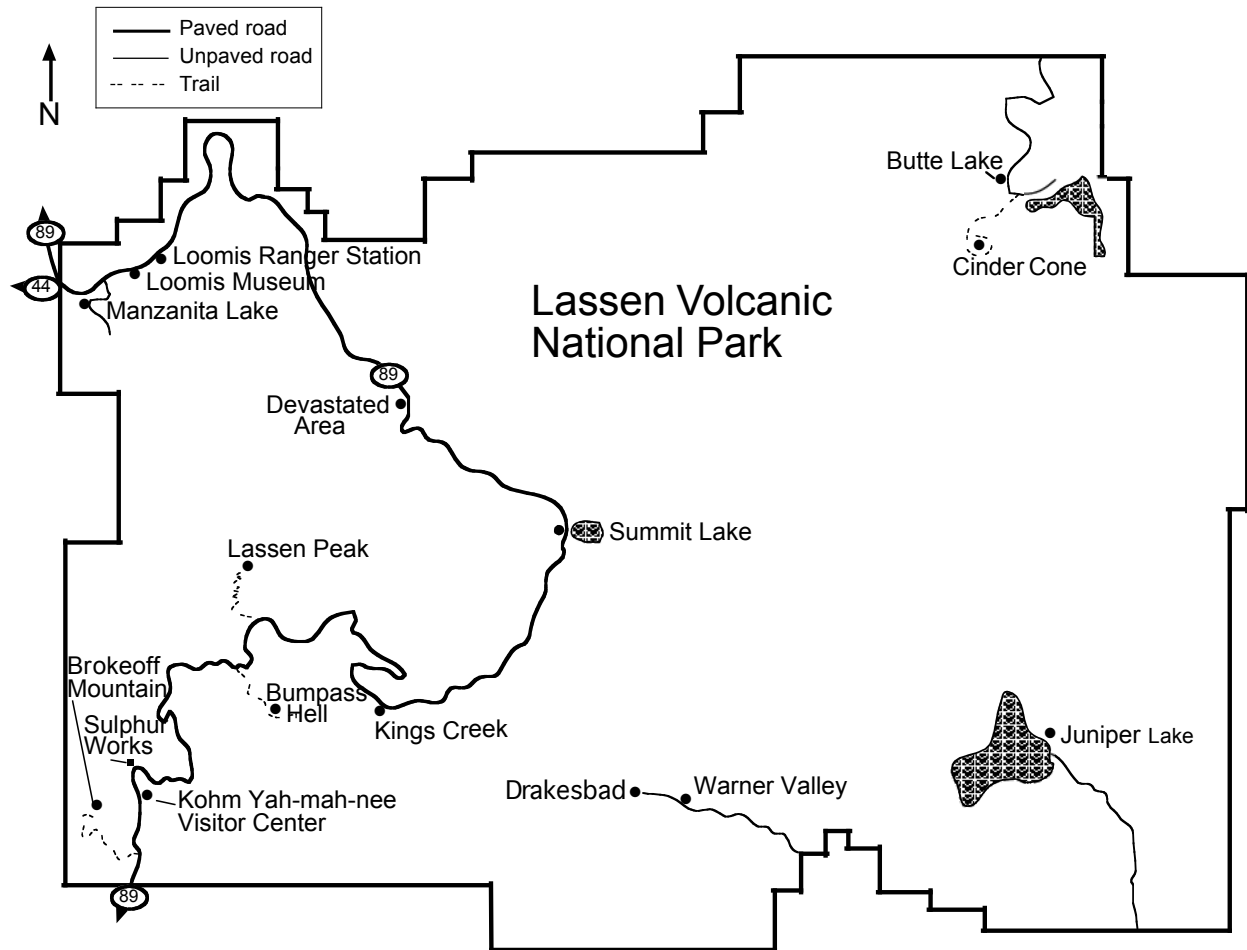 Paved road
Unpaved road
Trail
N
Butte Lake
89
Loomis Ranger Station
Cinder Cone
44
Loomis Museum
Manzanita Lake
Lassen Volcanic
National Park
89
Devastated
Area
Summit Lake
Lassen Peak
Brokeoff
Mountain
Bumpass
Hell
Kings Creek
Sulphur
Works
Juniper Lake
Drakesbad
Warner Valley
Kohm Yah-mah-nee
Visitor Center
89